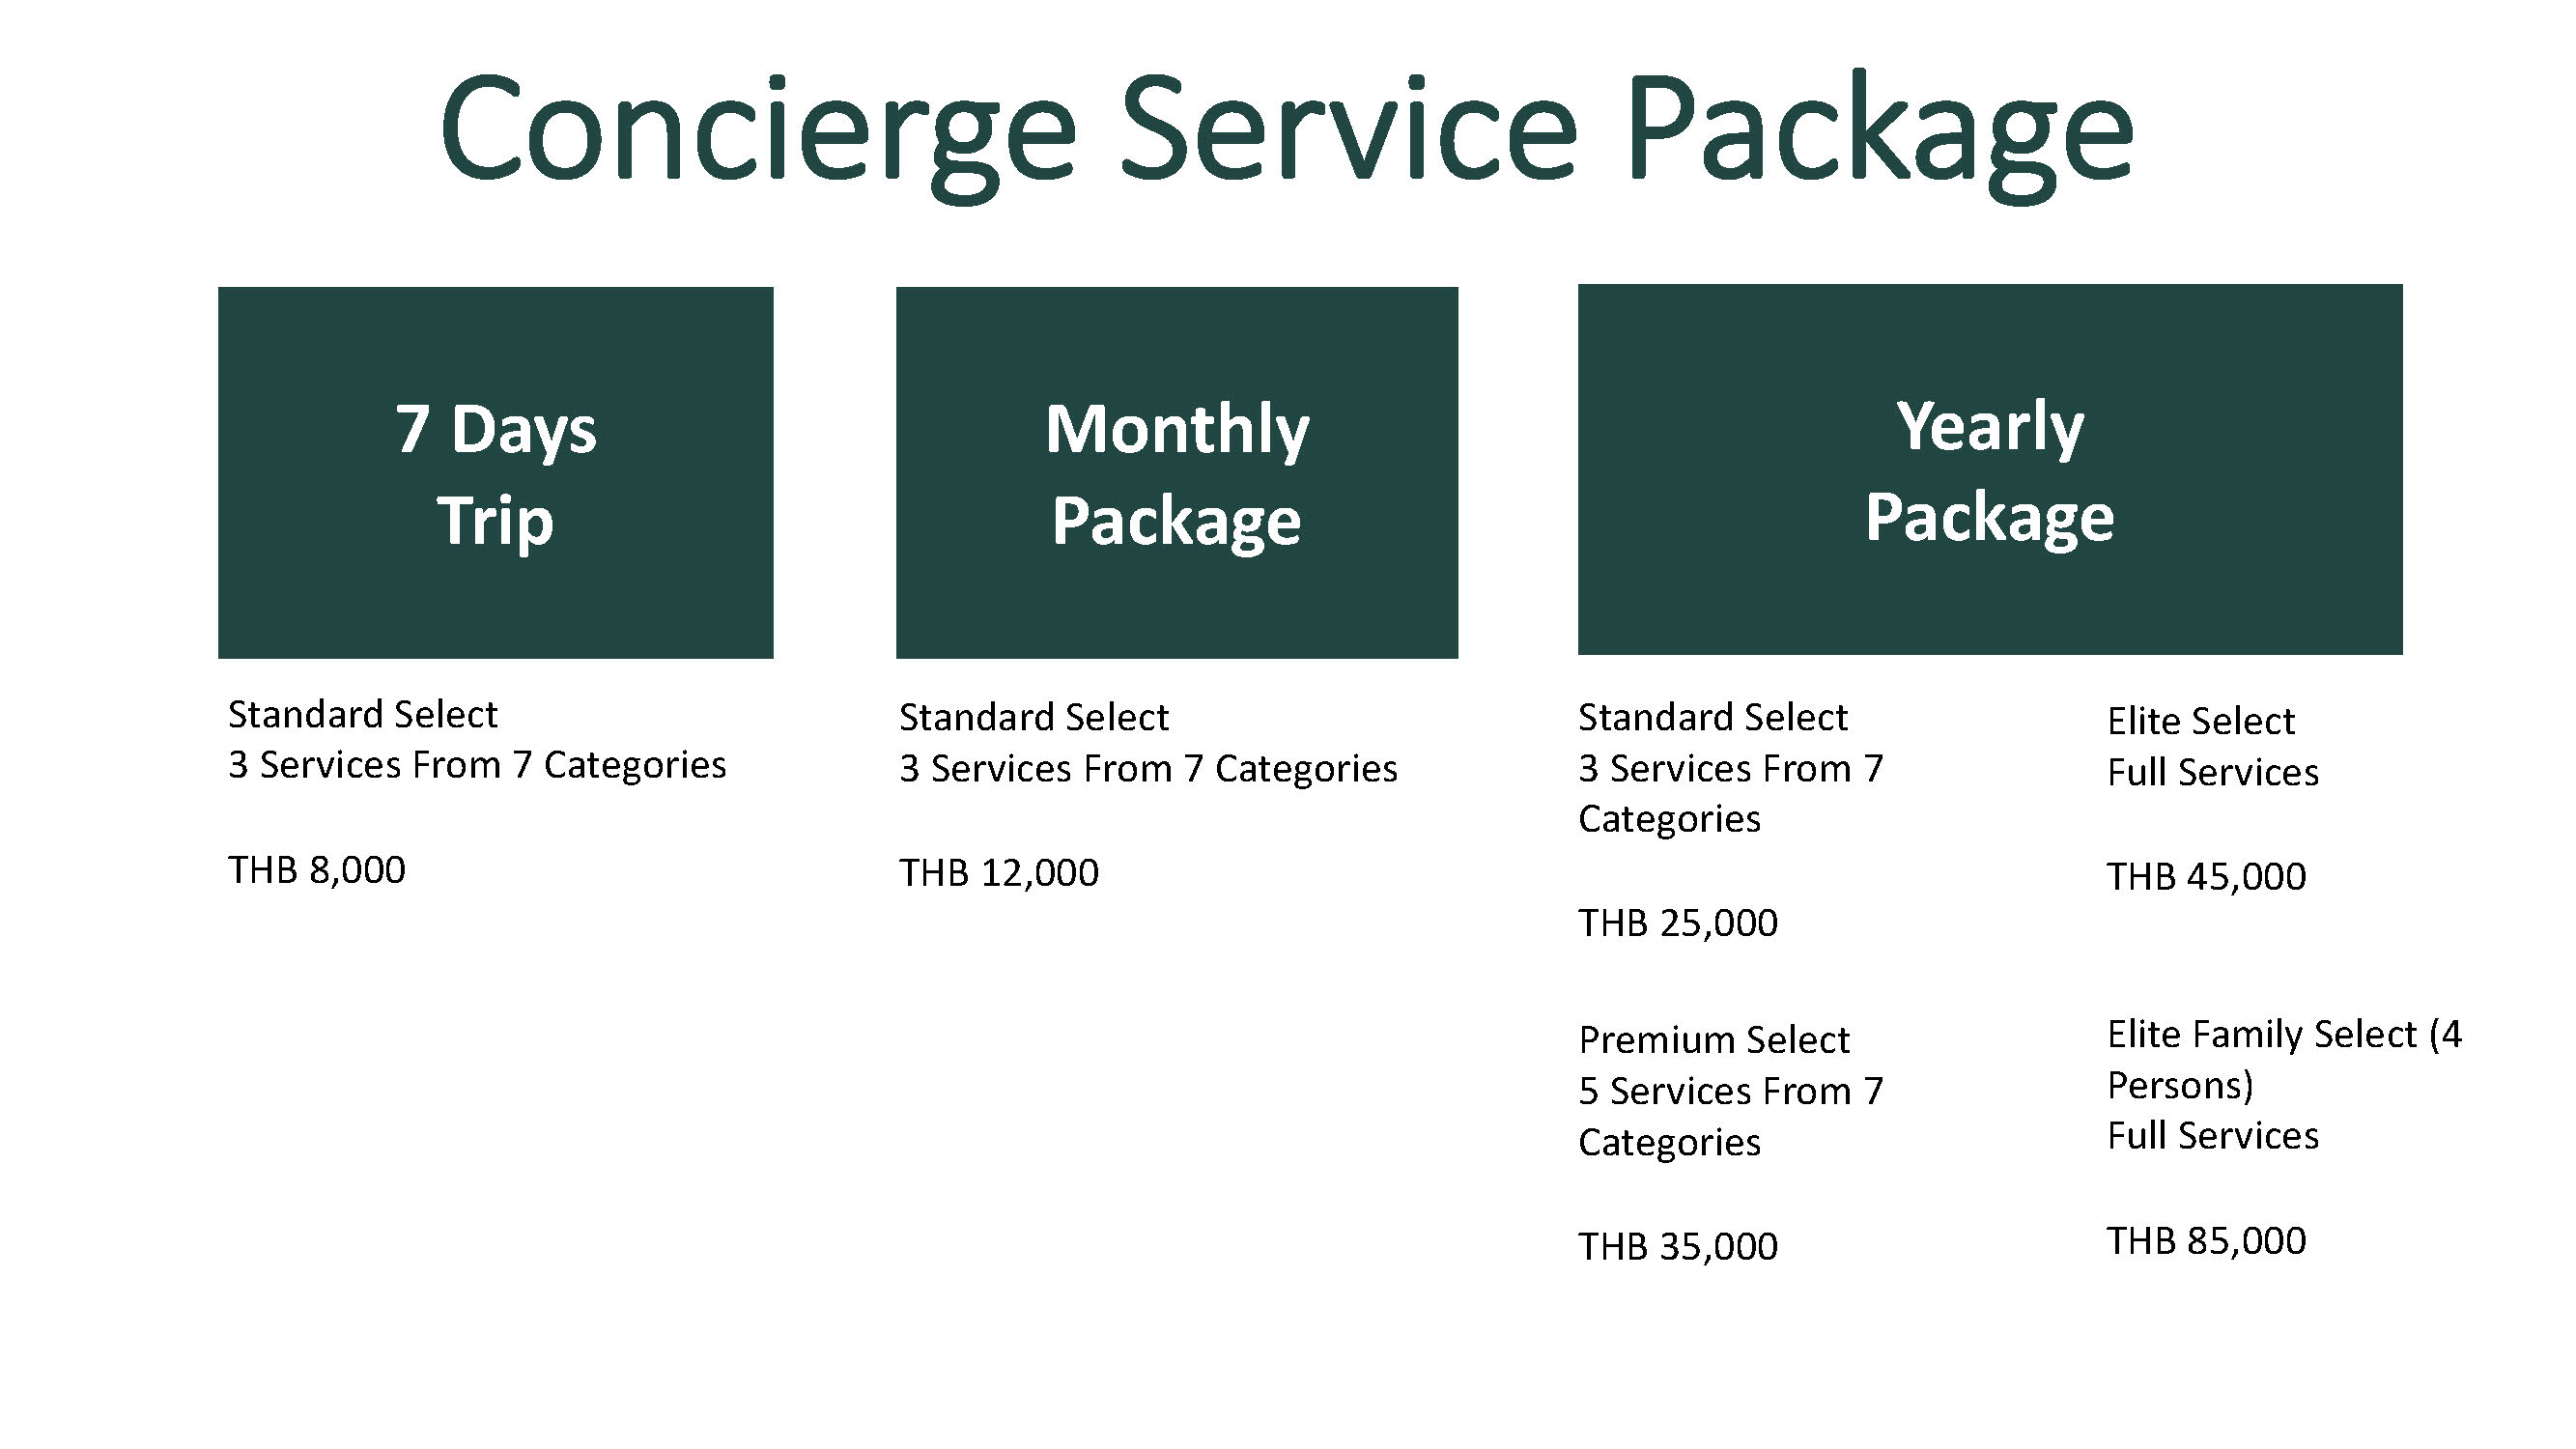 Concierge Service Package
7 Days
Trip
Standard Select
3 Services From 7 Categories
THB 8,000
Monthly
Package
Standard Select
3 Services From 7 Categories
THB 12,000
Yearly
Package
Standard Select
3 Services From 7
Categories
THB 25,000
Premium Select
5 Services From 7
Categories
THB 35,000
Elite Select
Full Services
THB 45,000
Elite Family Select (4
Persons)
Full Services
THB 85,000